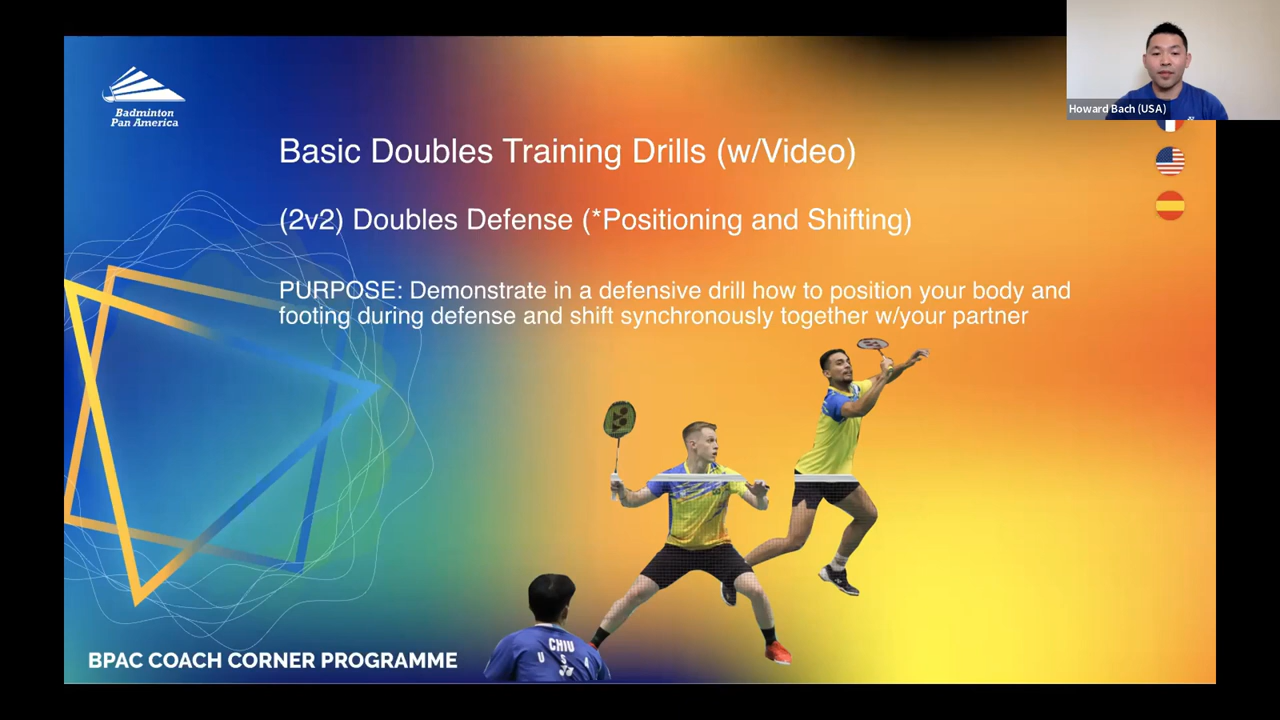 Howard Bach (USA)
Badminton
Pan America
Basic Doubles Training Drills (w/Video)
(2v2) Doubles Defense (*Positioning and Shifting)
PURPOSE: Demonstrate in a defensive drill how to position your body and
footing during defense and shift synchronously together w/your partner
CHIU
USA
BPAC COACH CORNER PROGRAMME